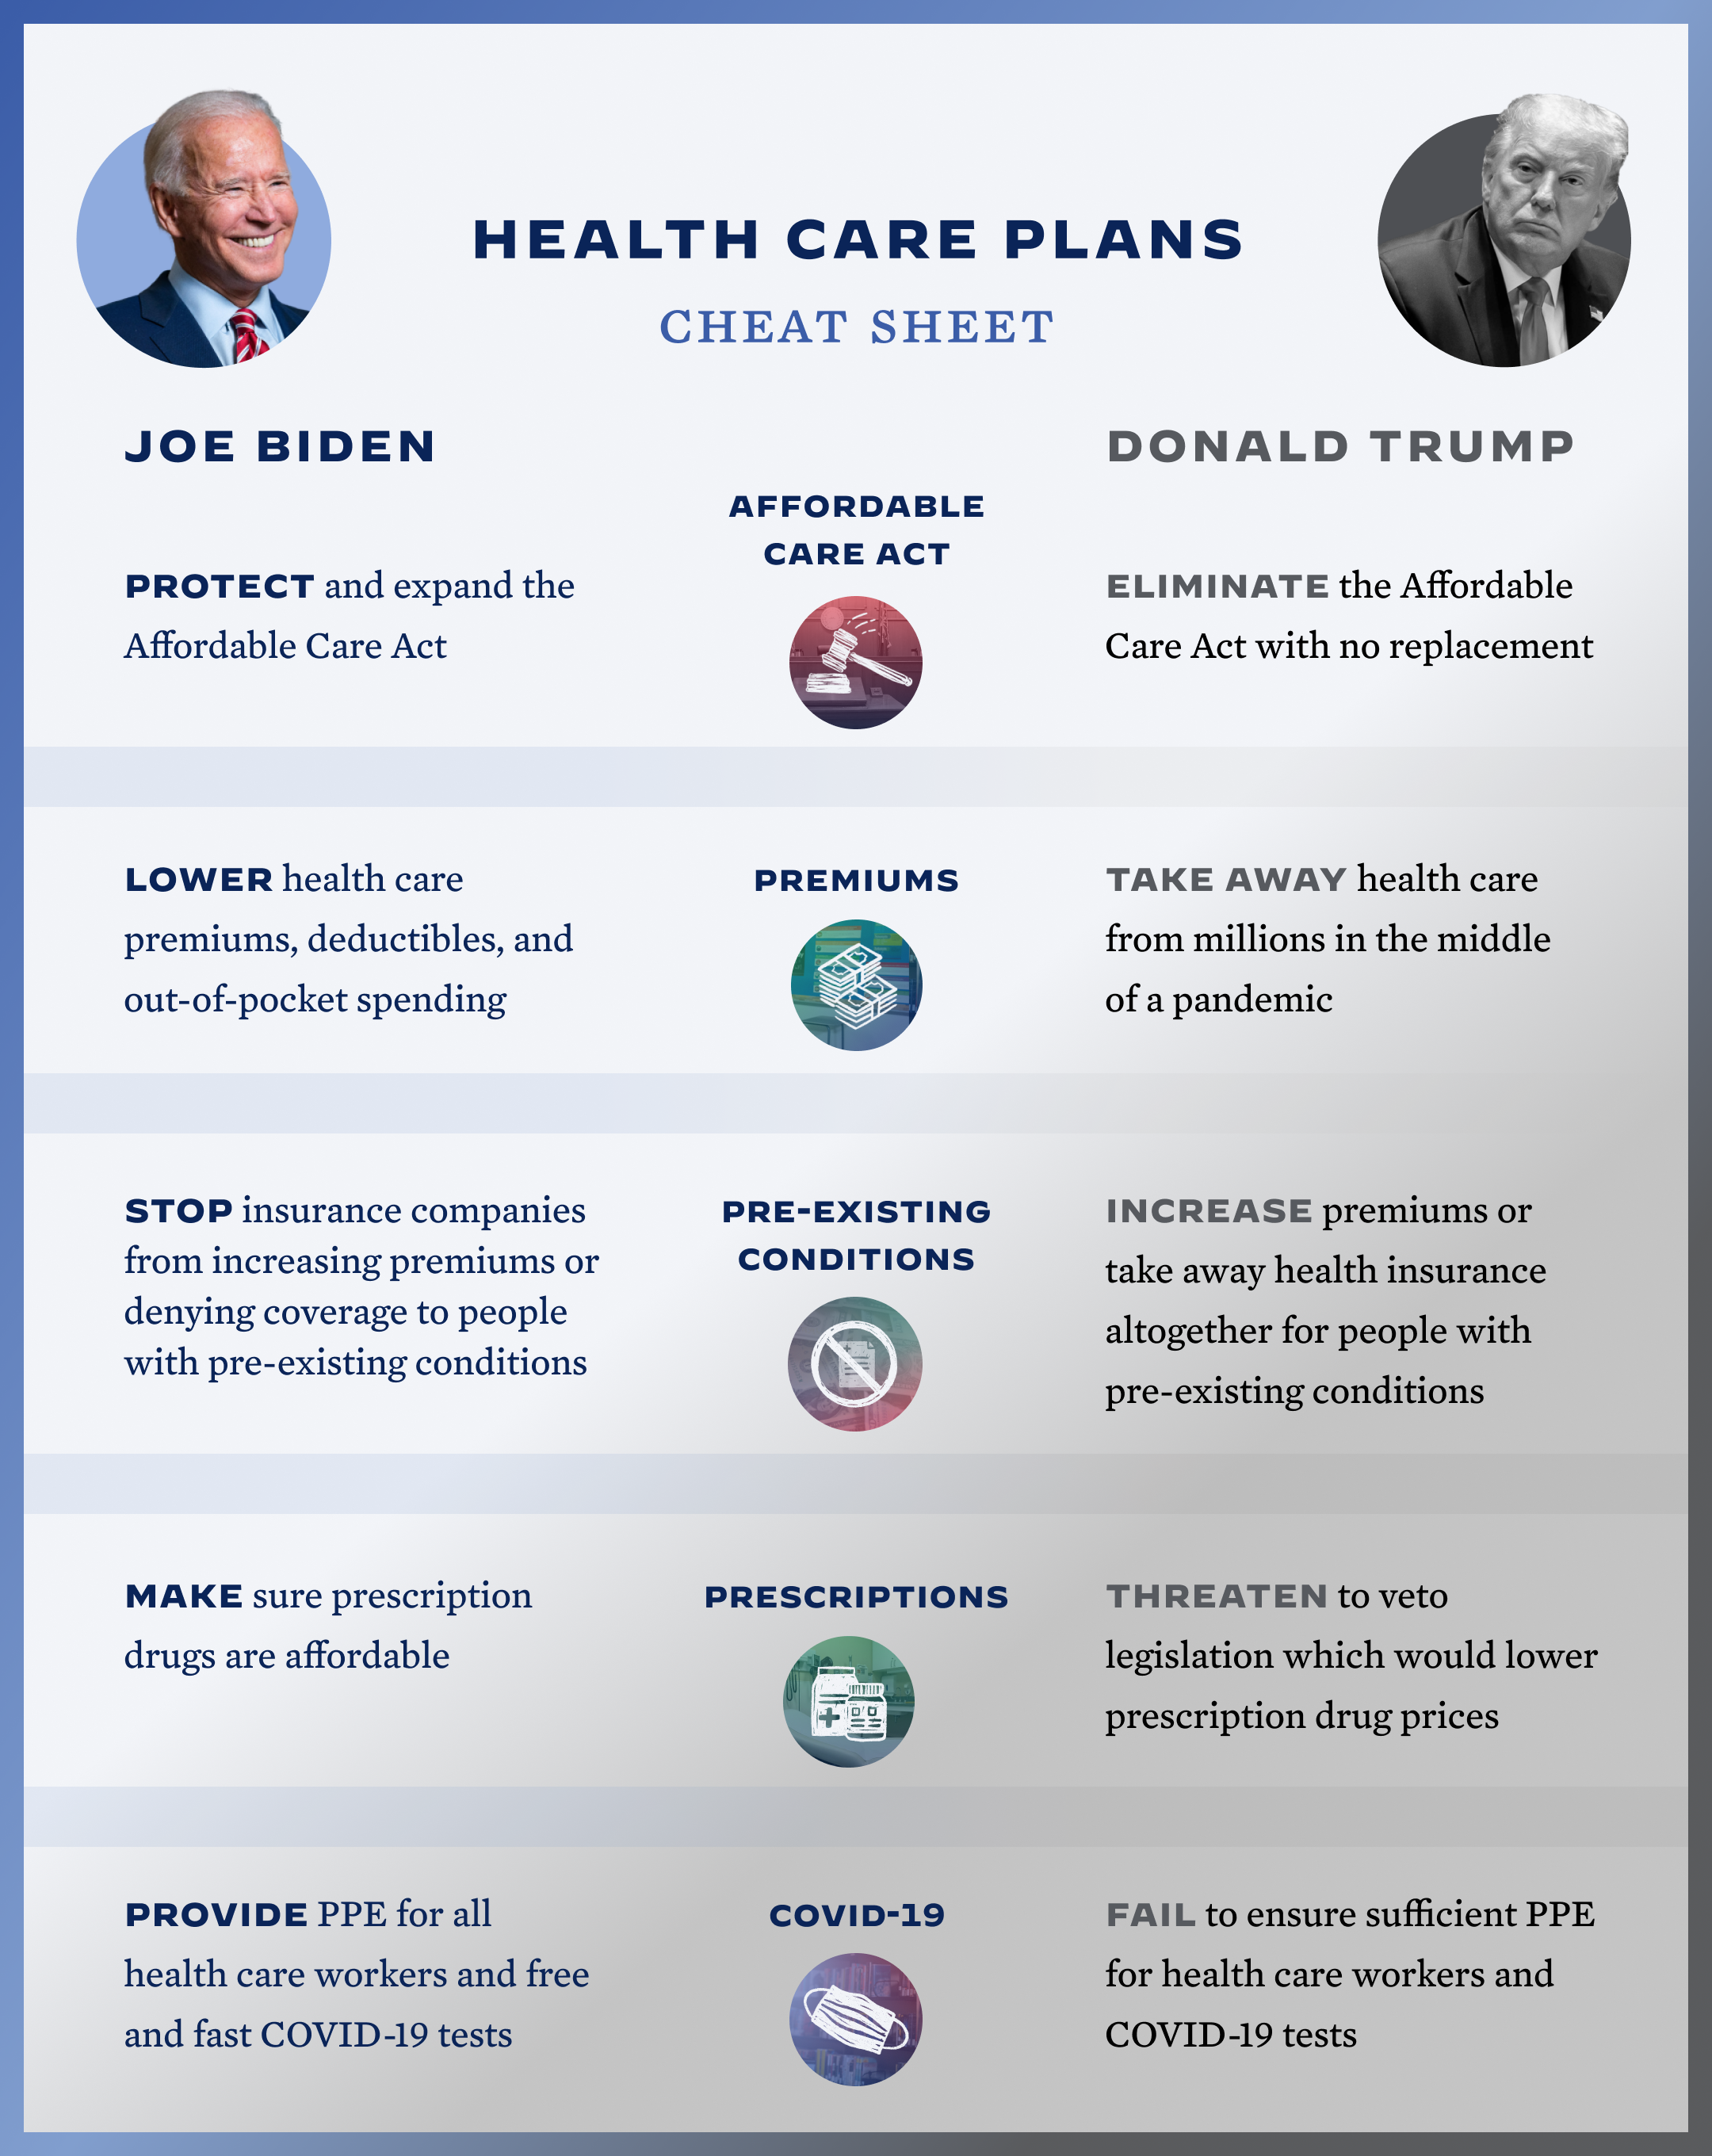 HEALTH CARE PLANS
CHEAT SHEET
JOE BIDEN
DONALD TRUMP
AFFORDABLE
CARE ACT
PROTECT and expand the
Affordable Care Act
ELIMINATE the Affordable
Care Act with no replacement
LOWER health care
premiums, deductibles, and
out-of-pocket spending
PREMIUMS
TAKE AWAY health care
from millions in the middle
of a pandemic
STOP insurance companies
from increasing premiums or
denying coverage to people
with pre-existing conditions
PRE-EXISTING
CONDITIONS
INCREASE premiums or
take away health insurance
altogether for people with
pre-existing conditions
MAKE sure prescription
drugs are affordable
PRESCRIPTIONS
THREATEN to veto
legislation which would lower
prescription drug prices
PROVIDE PPE for all
health care workers and free
and fast COVID-19 tests
COVID-19
FAIL to ensure sufficient PPE
for health care workers and
COVID-19 tests